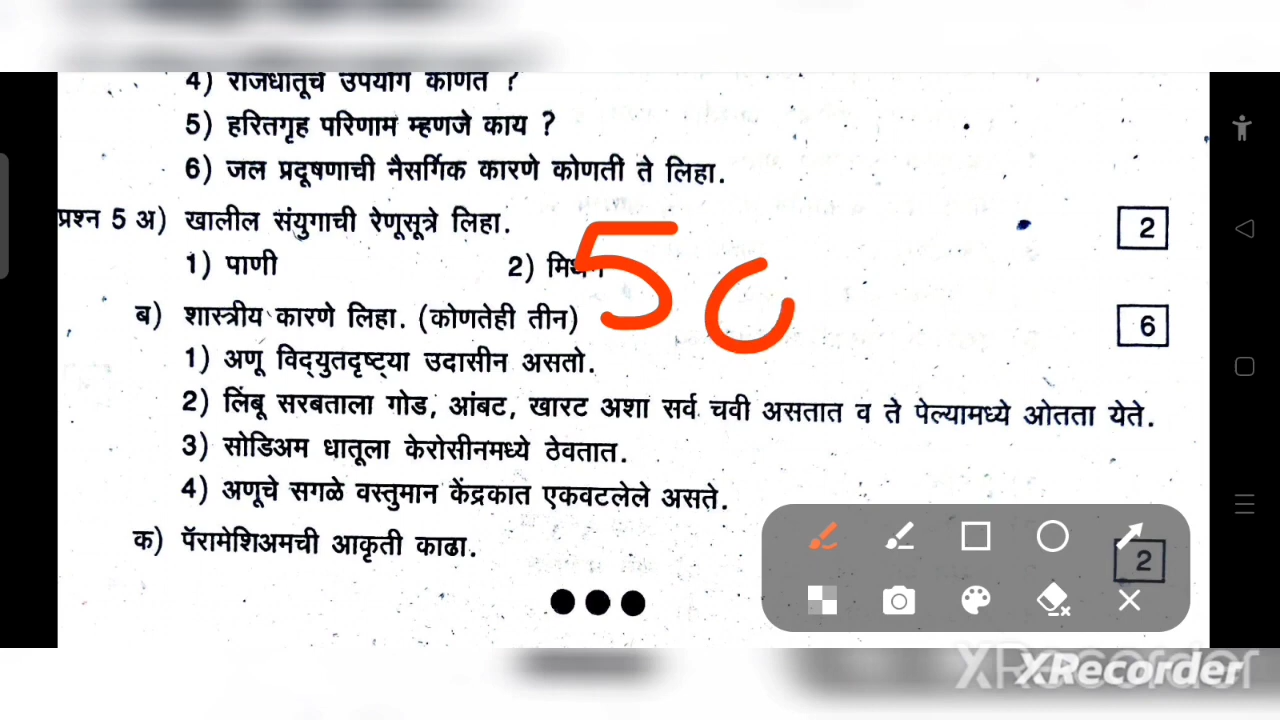 4) राजधातूचे उपयोग कोणते ?
5) हरितगृह परिणाम म्हणजे काय ?
6) जल प्रदूषणाची नैसर्गिक कारणे कोणती ते लिहा.
प्रश्न 5 अ) खालील संयुगाची रेणूसूत्रे लिहा. 2
1) पाणी 2)
50
ब) शास्त्रीय कारणे लिहा. (कोणतेही तीन) 6
1) अणू विद्युतदृष्ट्या उदासीन असतो.
2) लिंबू सरबताला गोड, आंबट, खारट अशा सर्व चवी असतात व ते पेल्यामध्ये ओतता येते.
3) सोडिअम धातूला केरोसीनमध्ये ठेवतात.
4) अणूचे सगळे वस्तुमान केंद्रकात एकवटलेले असते.
क) पॅरामेशिअमची आकृती काढा. 2
XRecorder